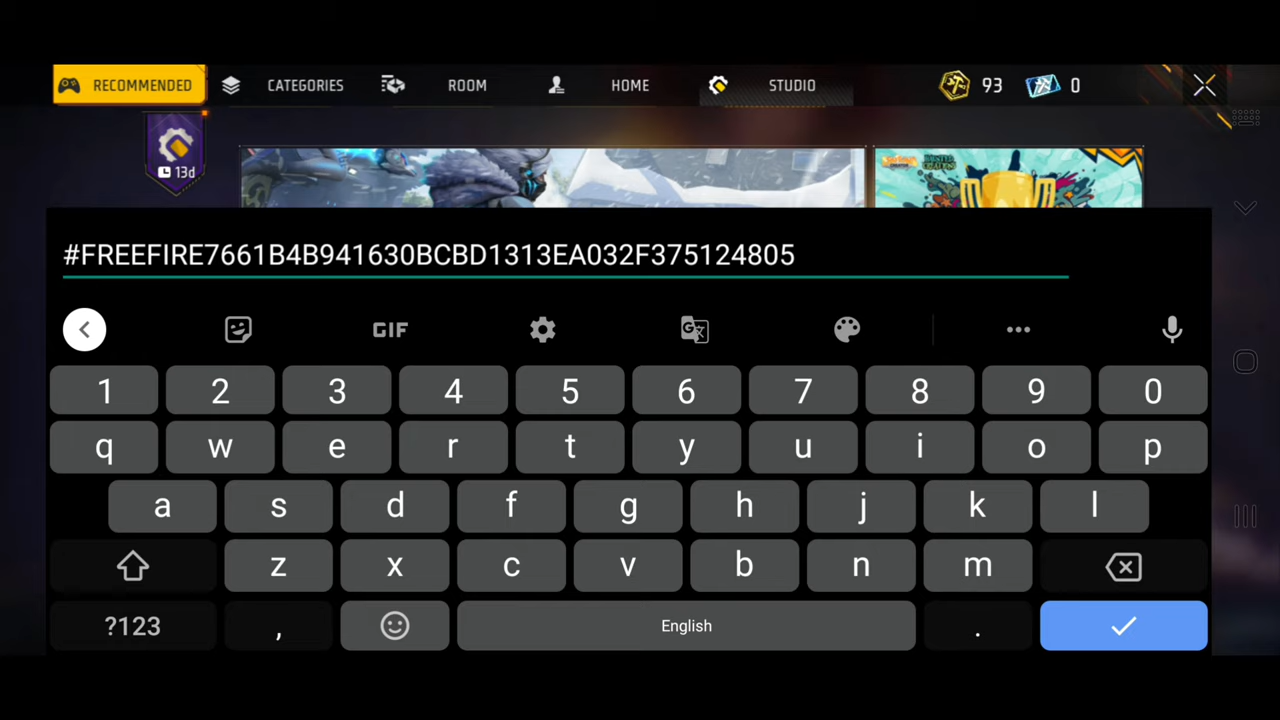 RECOMMENDED CATEGORIES ROOM HOME STUDIO 93 0
13d
#FREEFIRE7661B4B941630BCBD1313EA032F375124805
GIF
1 2 3 4 5 6 7 8 9 0
q w e r t y u i o p
a s d f g h j k l
z x c v b n m
?123 , English .